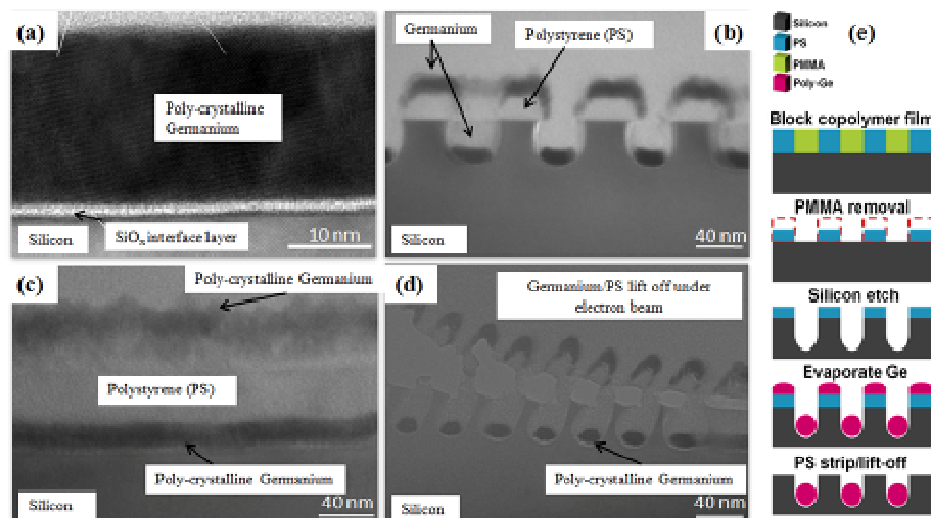 (a)
Poly-crystalline
Germanium
Silicon
SiOx interface layer
10 nm
Germanium
Polystyrene (PS)
(b)
Silicon
40 nm
(c)
Poly-crystalline Germanium
Polystyrene (PS)
Poly-crystalline Germanium
Silicon
40 nm
(d)
Germanium/PS lift off under
electron beam
Poly-crystalline Germanium
Silicon
40 nm
(e)
Silicon
PS
PMMA
Poly-Ge
Block copolymer film
PMMA removal
Silicon etch
Evaporate Ge
PS strip/lift-off